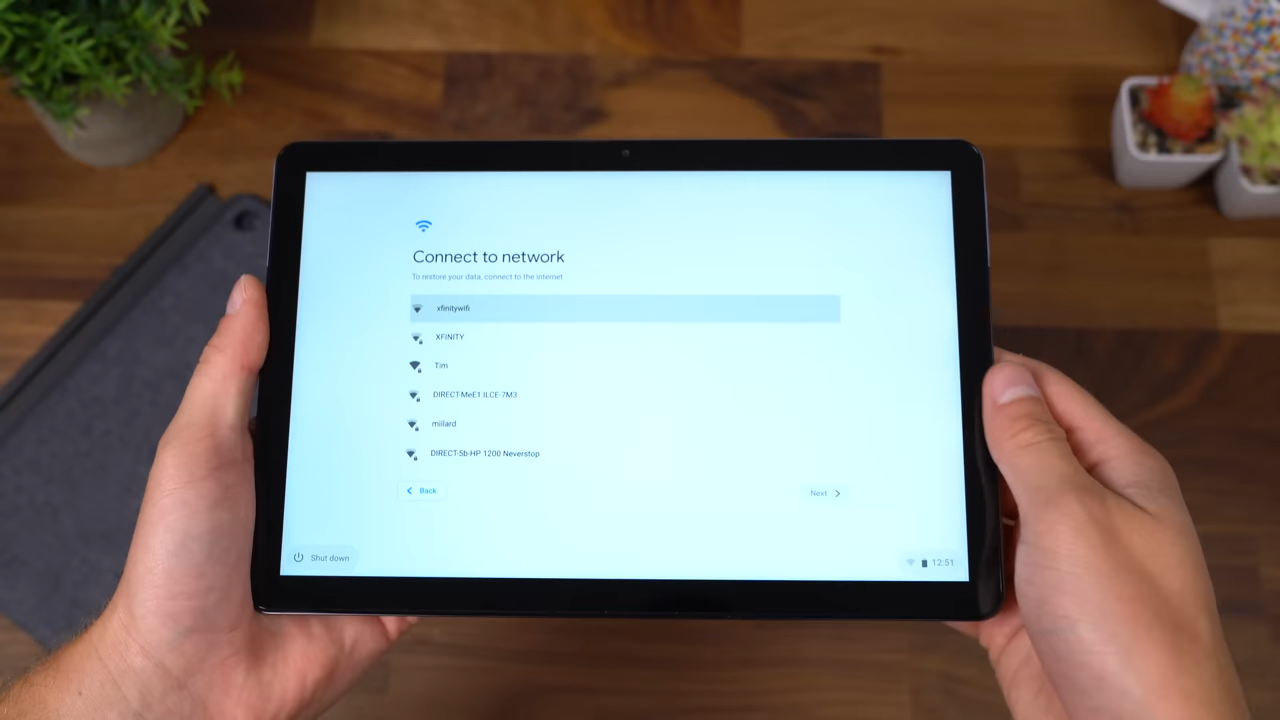 Connect to network
To restore your data, connect to the internet
xfinitywifi
XFINITY
Tim
DIRECT-MeE1 ILCE-7M3
millard
DIRECT-5b-HP 1200 Neverstop
Back
Next
Shut down
12:51